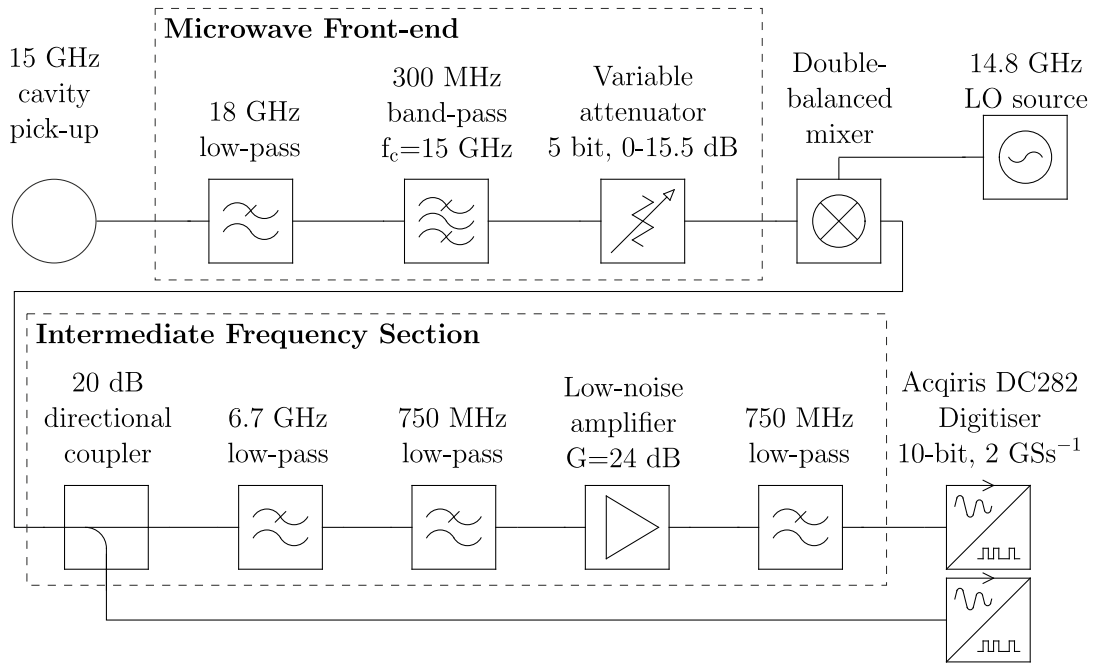 Microwave Front-end
15 GHz
cavity
pick-up
18 GHz
low-pass
300 MHz
band-pass
f_c=15 GHz
Variable
attenuator
5 bit, 0-15.5 dB
Double-
balanced
mixer
14.8 GHz
LO source
Intermediate Frequency Section
20 dB
directional
coupler
6.7 GHz
low-pass
750 MHz
low-pass
Low-noise
amplifier
G=24 dB
750 MHz
low-pass
Acqiris DC282
Digitiser
10-bit, 2 GSs⁻¹